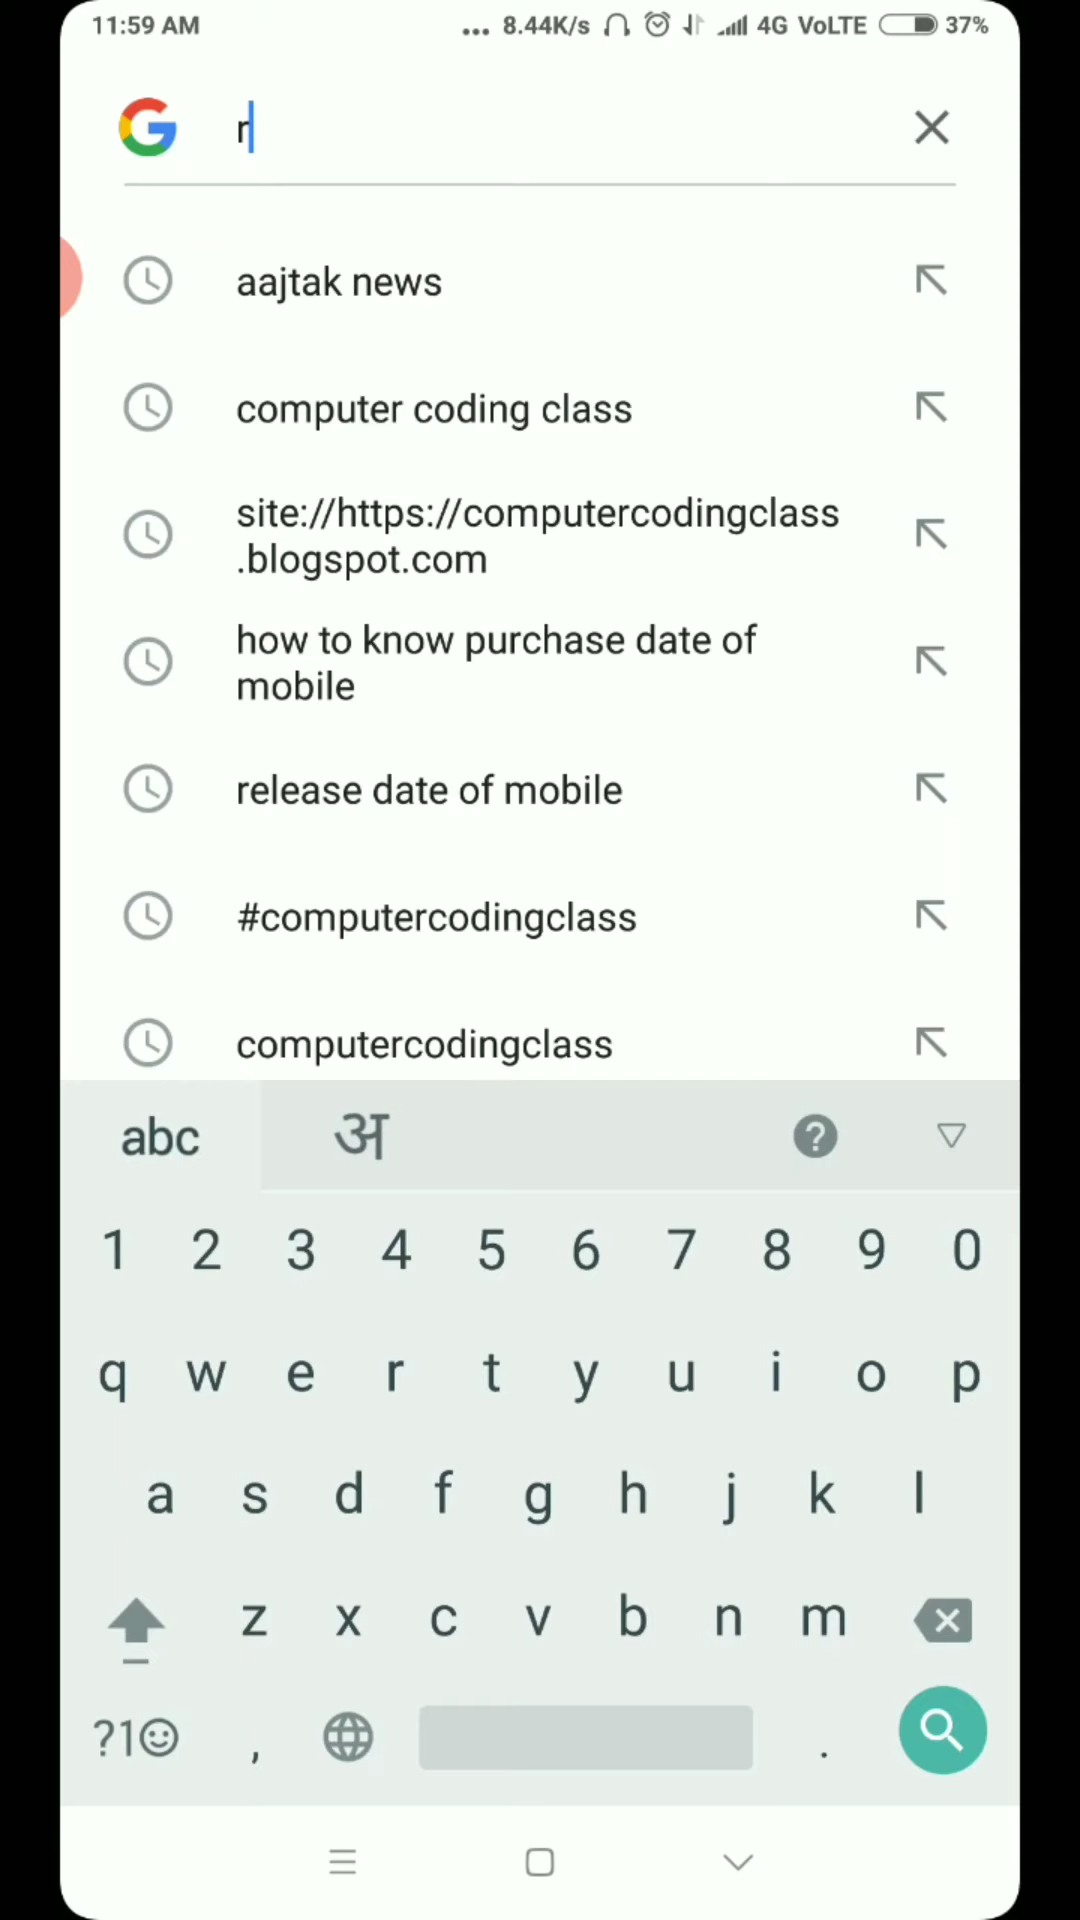 11:59 AM ... 8.44K/s 4G VoLTE 37%
r
aajtak news
computer coding class
site://https://computercodingclass
.blogspot.com
how to know purchase date of
mobile
release date of mobile
#computercodingclass
computercodingclass
abc अ ?
1 2 3 4 5 6 7 8 9 0
q w e r t y u i o p
a s d f g h j k l
z x c v b n m
?1☺ , .